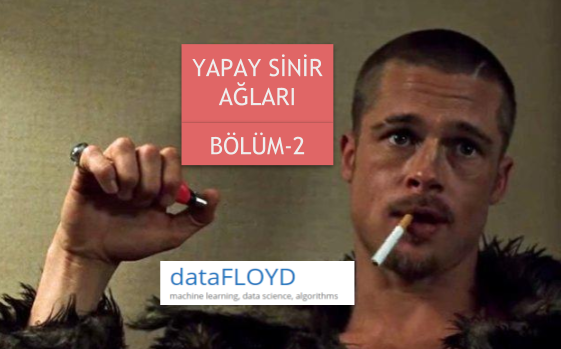 YAPAY SİNİR
AĞLARI
BÖLÜM-2
dataFLOYD
machine learning, data science, algorithms